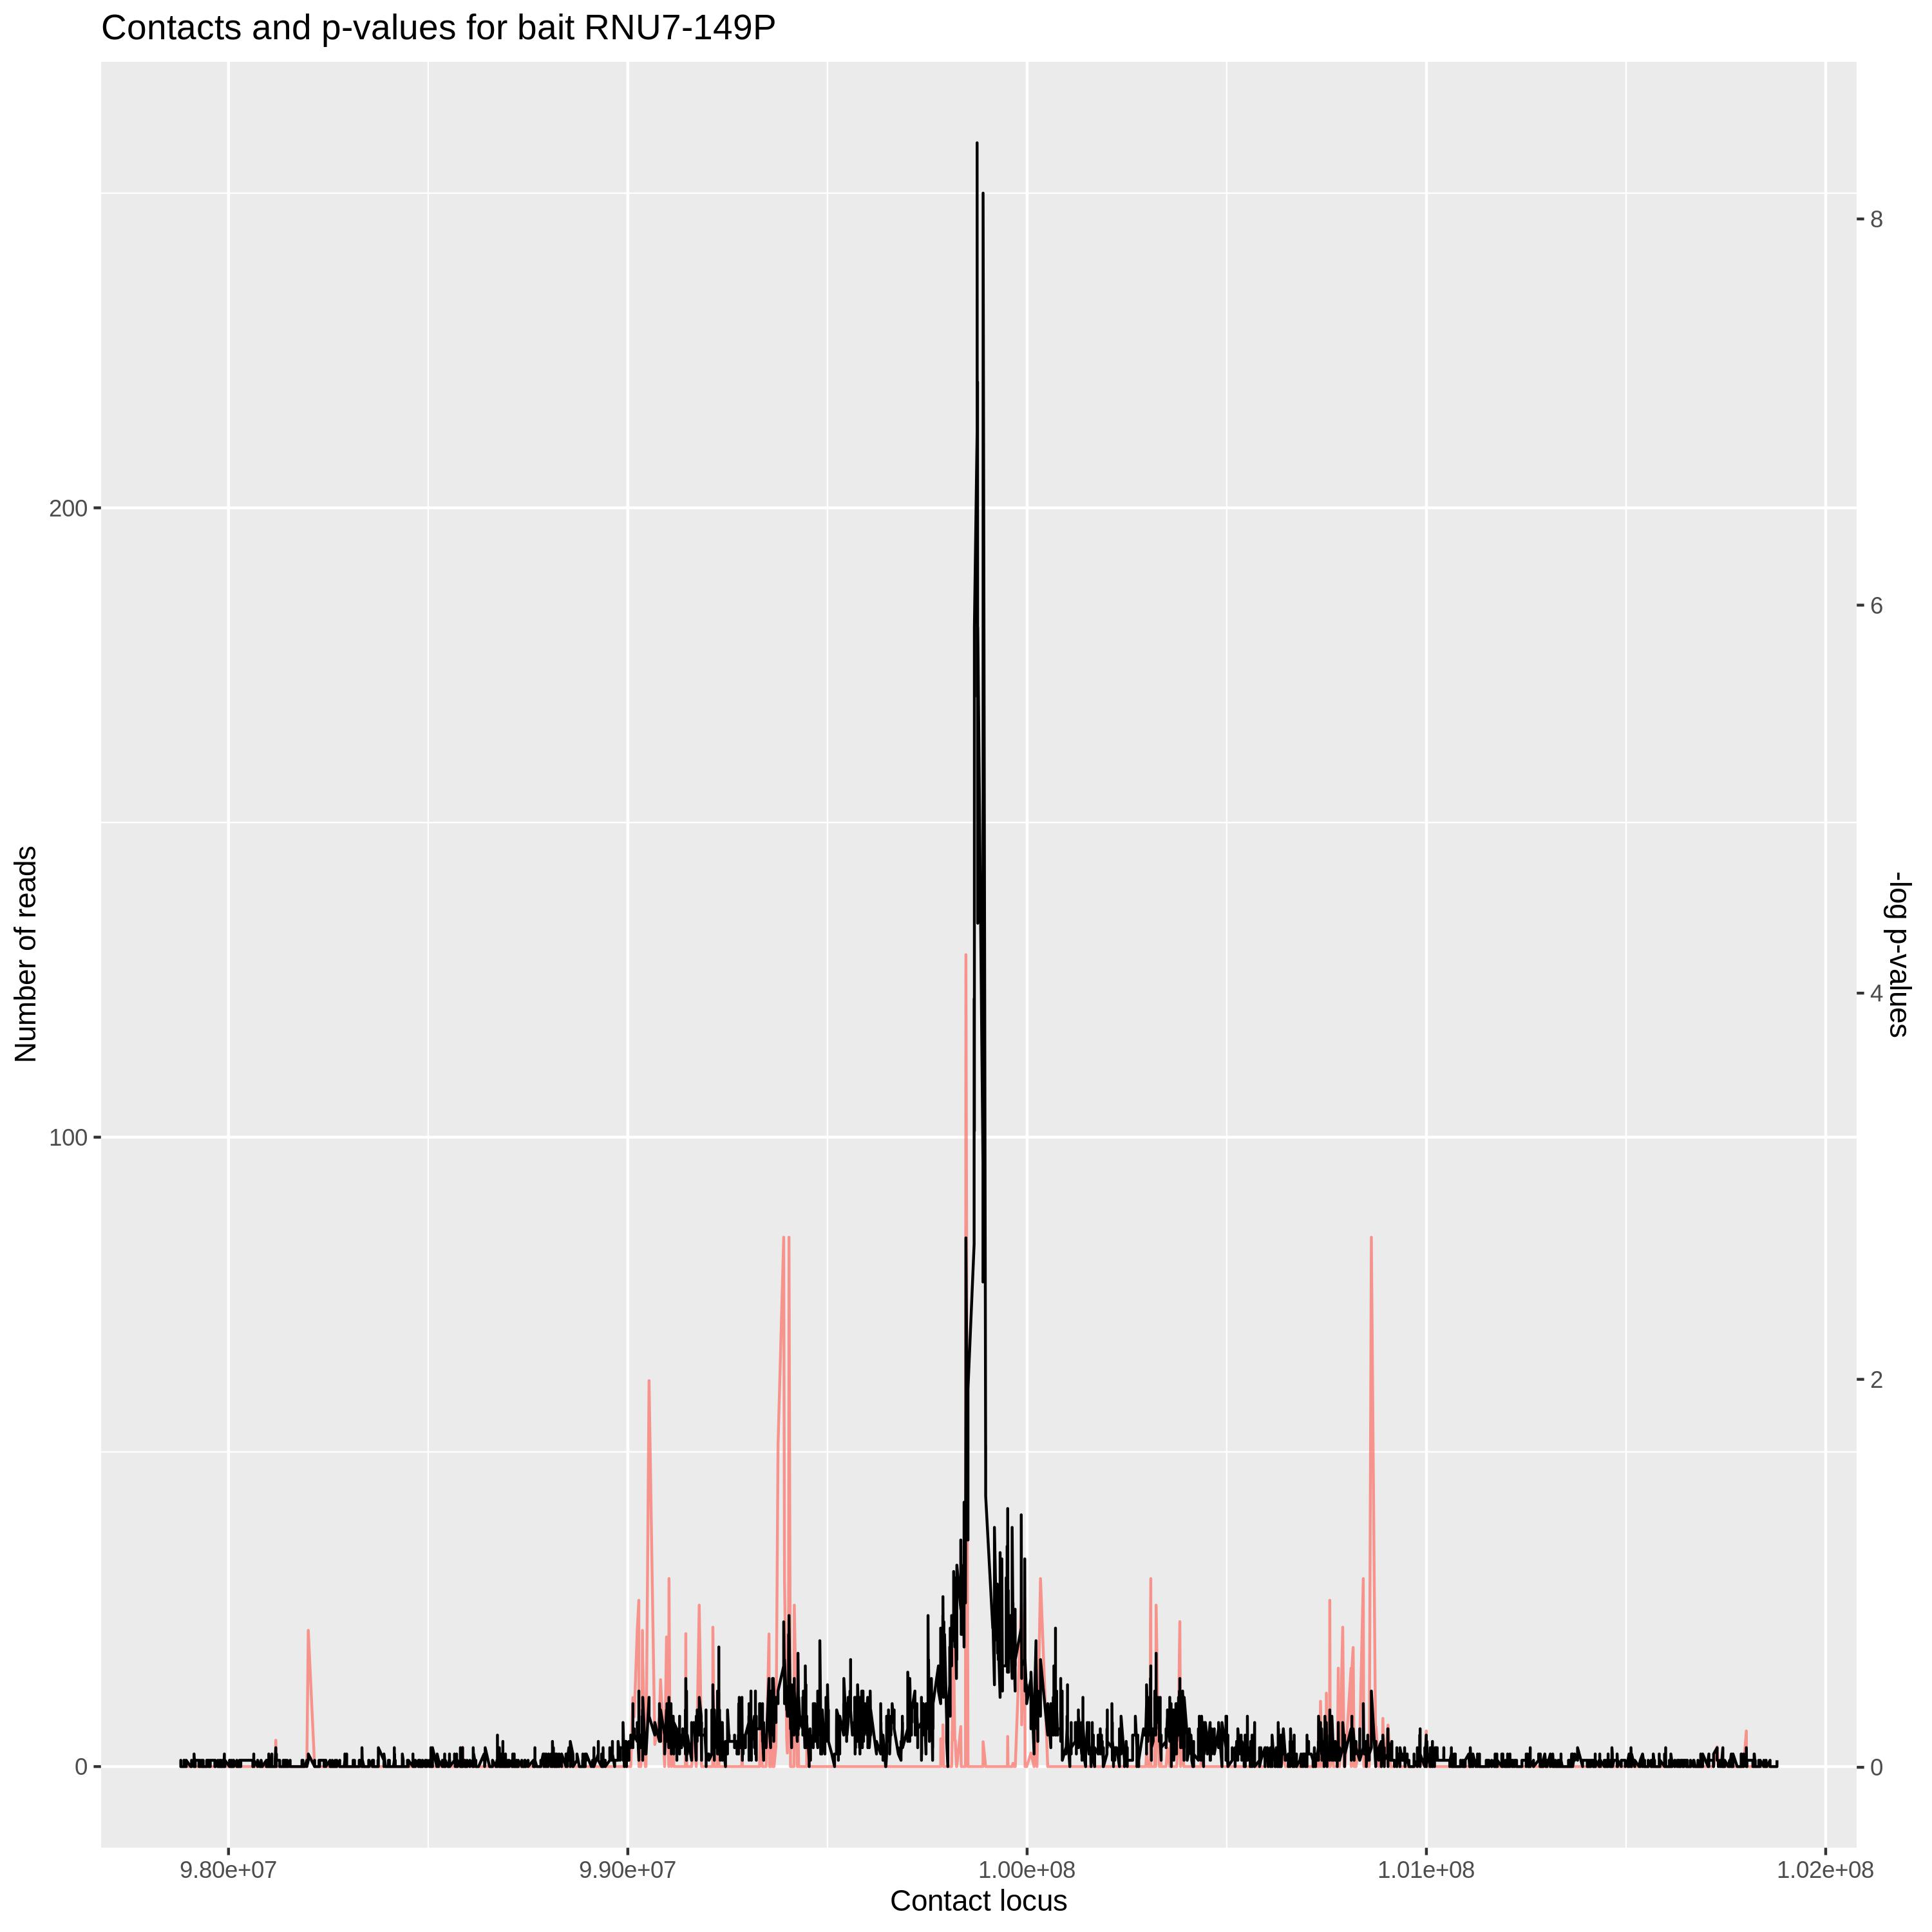 Contacts and p-values for bait RNU7-149P
Number of reads
200
100
0
8
6
4
2
0
-log p-values
9.80e+07
9.90e+07
1.00e+08
1.01e+08
1.02e+08
Contact locus